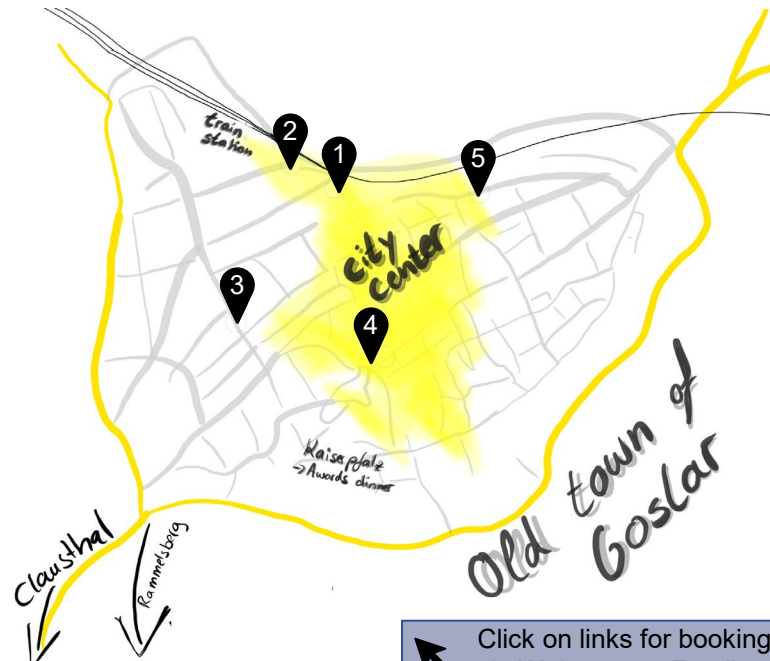 train
station
2
1
5
city
center
3
4
Kaiserpfalz
-> Awards dinner
Old town of
Goslar
Clausthal
Rammelsberg
Click on links for booking